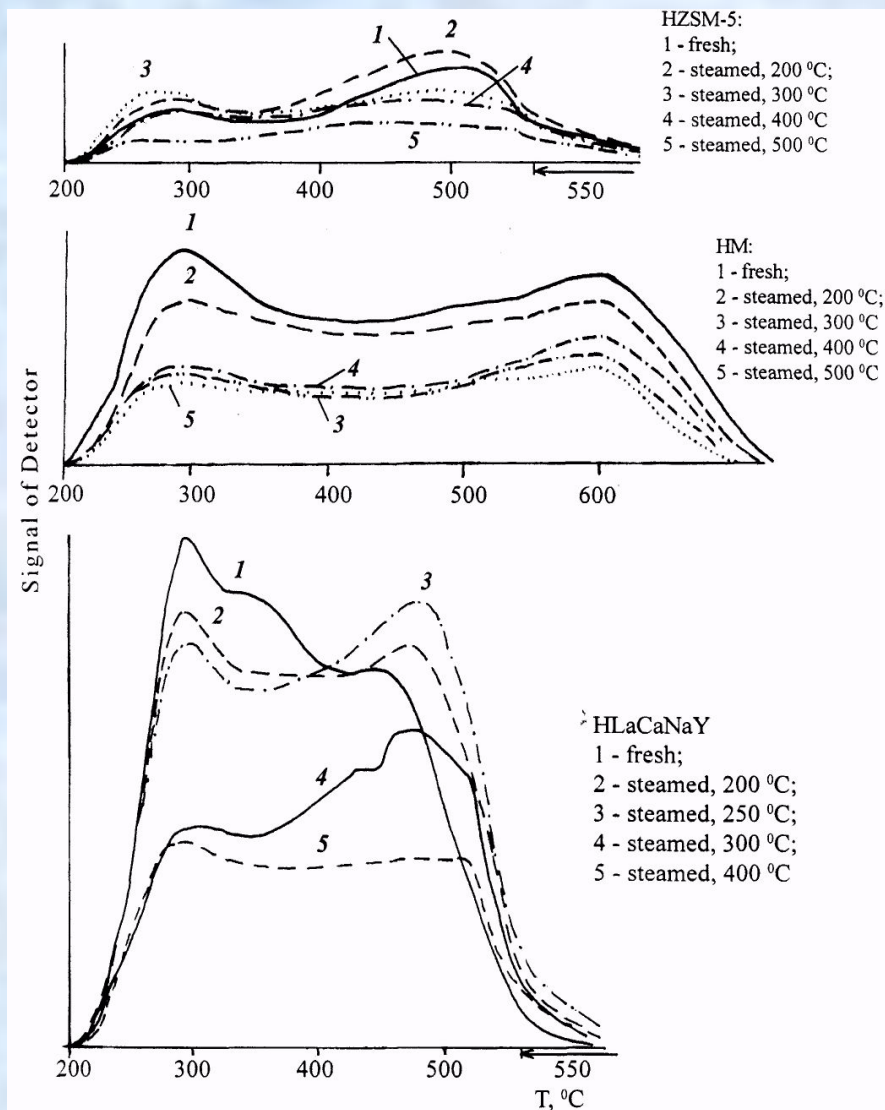 HZSM-5:
1 - fresh;
2 - steamed, 200 ⁰C;
3 - steamed, 300 ⁰C
4 - steamed, 400 ⁰C
5 - steamed, 500 ⁰C
1
2
3
4
5
200 300 400 500 550
HM:
1 - fresh;
2 - steamed, 200 ⁰C;
3 - steamed, 300 ⁰C
4 - steamed, 400 ⁰C
5 - steamed, 500 ⁰C
1
2
4
5
3
200 300 400 500 600
Signal of Detector
1
2
3
4
5
HLaCaNaY
1 - fresh;
2 - steamed, 200 ⁰C;
3 - steamed, 250 ⁰C;
4 - steamed, 300 ⁰C;
5 - steamed, 400 ⁰C
200 300 400 500 550
T, ⁰C